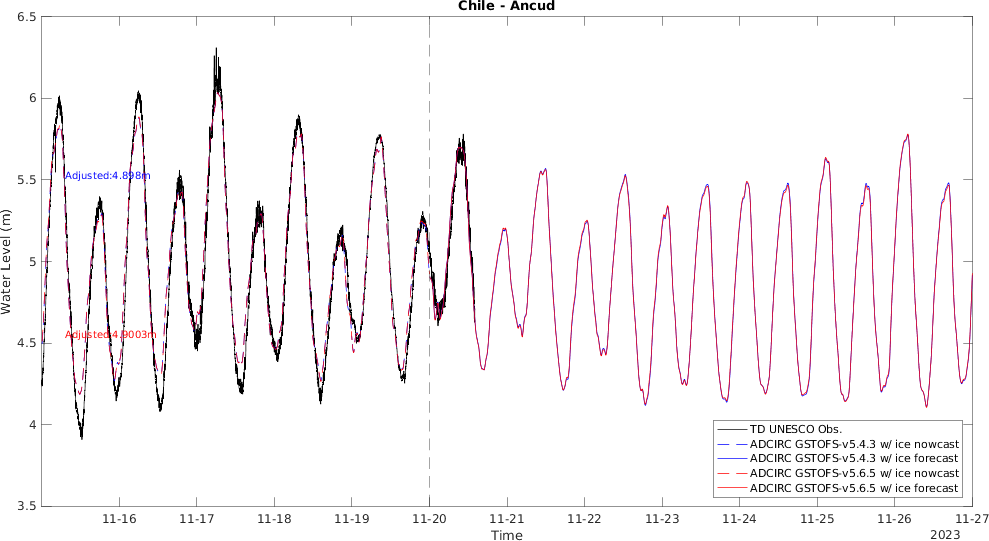 Chile - Ancud
6.5
6
5.5
5
4.5
4
3.5
Water Level (m)
Adjusted:4.898m
Adjusted:4.9003m
TD UNESCO Obs.
ADCIRC GSTOFS-v5.4.3 w/ ice nowcast
ADCIRC GSTOFS-v5.4.3 w/ ice forecast
ADCIRC GSTOFS-v5.6.5 w/ ice nowcast
ADCIRC GSTOFS-v5.6.5 w/ ice forecast
11-16 11-17 11-18 11-19 11-20 11-21 11-22 11-23 11-24 11-25 11-26 11-27
Time
2023